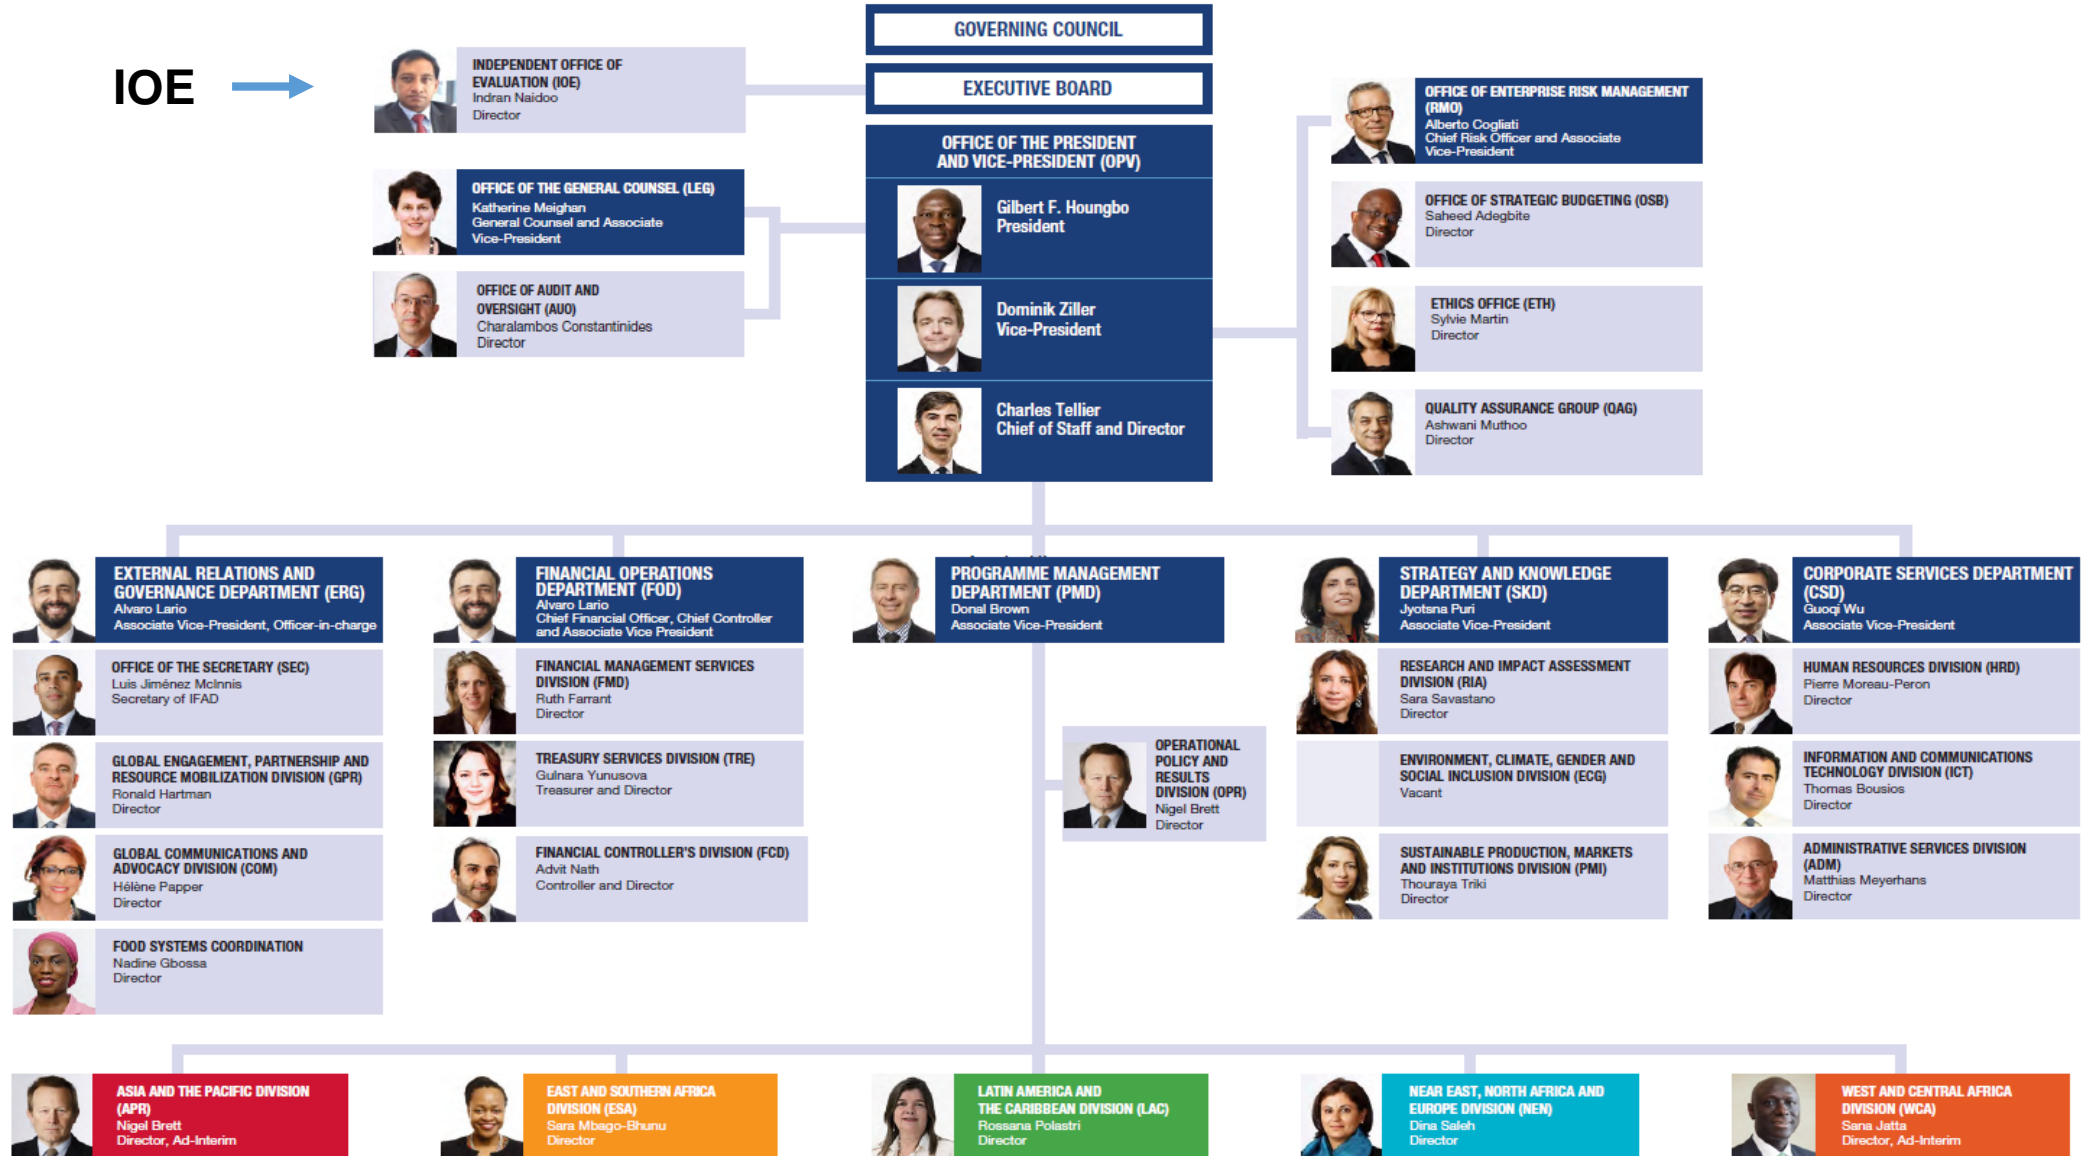 IOE
INDEPENDENT OFFICE OF
EVALUATION (IOE)
Indran Naidoo
Director
OFFICE OF THE GENERAL COUNSEL (LEG)
Katherine Meighan
General Counsel and Associate
Vice-President
OFFICE OF AUDIT AND
OVERSIGHT (AUO)
Charalambos Constantinides
Director
GOVERNING COUNCIL
EXECUTIVE BOARD
OFFICE OF THE PRESIDENT
AND VICE-PRESIDENT (OPV)
Gilbert F. Houngbo
President
Dominik Ziller
Vice-President
Charles Tellier
Chief of Staff and Director
OFFICE OF ENTERPRISE RISK MANAGEMENT
(RMO)
Alberto Cogliati
Chief Risk Officer and Associate
Vice-President
OFFICE OF STRATEGIC BUDGETING (OSB)
Saheed Adegbite
Director
ETHICS OFFICE (ETH)
Sylvie Martin
Director
QUALITY ASSURANCE GROUP (QAG)
Ashwani Muthoo
Director
EXTERNAL RELATIONS AND
GOVERNANCE DEPARTMENT (ERG)
Alvaro Lario
Associate Vice-President, Officer-in-charge
OFFICE OF THE SECRETARY (SEC)
Luis Jiménez McInnis
Secretary of IFAD
GLOBAL ENGAGEMENT, PARTNERSHIP AND
RESOURCE MOBILIZATION DIVISION (GPR)
Ronald Hartman
Director
GLOBAL COMMUNICATIONS AND
ADVOCACY DIVISION (COM)
Hélène Papper
Director
FOOD SYSTEMS COORDINATION
Nadine Gbossa
Director
FINANCIAL OPERATIONS
DEPARTMENT (FOD)
Alvaro Lario
Chief Financial Officer, Chief Controller
and Associate Vice President
FINANCIAL MANAGEMENT SERVICES
DIVISION (FMD)
Ruth Farrant
Director
TREASURY SERVICES DIVISION (TRE)
Gulnara Yunusova
Treasurer and Director
FINANCIAL CONTROLLER'S DIVISION (FCD)
Advit Nath
Controller and Director
PROGRAMME MANAGEMENT
DEPARTMENT (PMD)
Donal Brown
Associate Vice-President
OPERATIONAL
POLICY AND
RESULTS
DIVISION (OPR)
Nigel Brett
Director
STRATEGY AND KNOWLEDGE
DEPARTMENT (SKD)
Jyotsna Puri
Associate Vice-President
RESEARCH AND IMPACT ASSESSMENT
DIVISION (RIA)
Sara Savastano
Director
ENVIRONMENT, CLIMATE, GENDER AND
SOCIAL INCLUSION DIVISION (ECG)
Vacant
SUSTAINABLE PRODUCTION, MARKETS
AND INSTITUTIONS DIVISION (PMI)
Thouraya Triki
Director
CORPORATE SERVICES DEPARTMENT
(CSD)
Guoqi Wu
Associate Vice-President
HUMAN RESOURCES DIVISION (HRD)
Pierre Moreau-Peron
Director
INFORMATION AND COMMUNICATIONS
TECHNOLOGY DIVISION (ICT)
Thomas Bousios
Director
ADMINISTRATIVE SERVICES DIVISION
(ADM)
Matthias Meyerhans
Director
ASIA AND THE PACIFIC DIVISION
(APR)
Nigel Brett
Director, Ad-Interim
EAST AND SOUTHERN AFRICA
DIVISION (ESA)
Sara Mbago-Bhunu
Director
LATIN AMERICA AND
THE CARIBBEAN DIVISION (LAC)
Rossana Polastri
Director
NEAR EAST, NORTH AFRICA AND
EUROPE DIVISION (NEN)
Dina Saleh
Director
WEST AND CENTRAL AFRICA
DIVISION (WCA)
Sana Jatta
Director, Ad-Interim